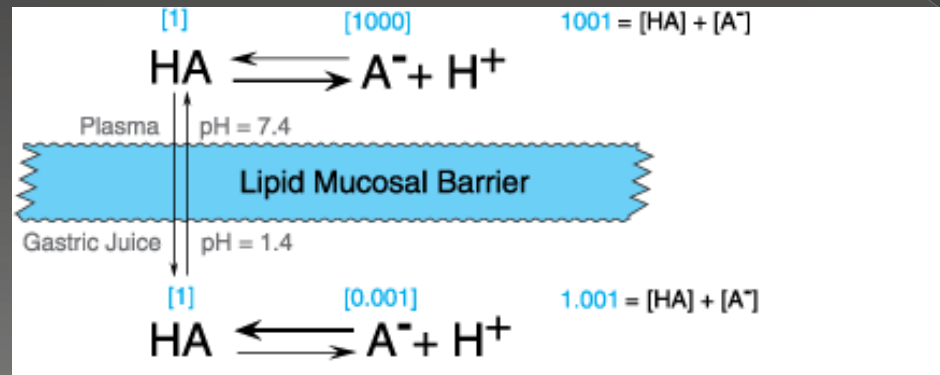 [1] [1000] 1001 = [HA] + [A⁻]
HA A⁻ + H⁺
Plasma pH = 7.4
Lipid Mucosal Barrier
Gastric Juice pH = 1.4
[1] [0.001] 1.001 = [HA] + [A⁻]
HA A⁻ + H⁺